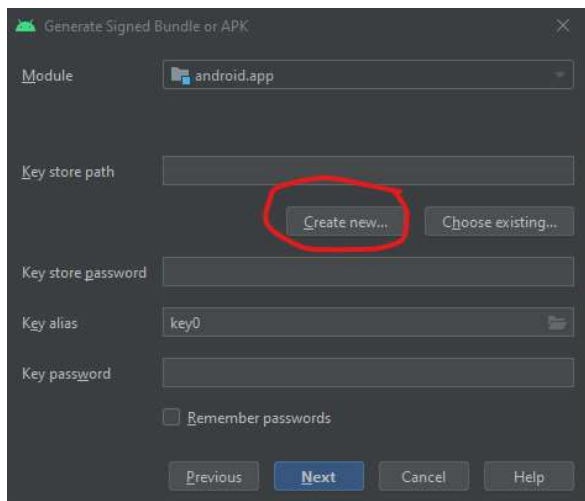 Generate Signed Bundle or APK
Module android.app
Key store path
Create new... Choose existing...
Key store password
Key alias key0
Key password
Remember passwords
Previous Next Cancel Help